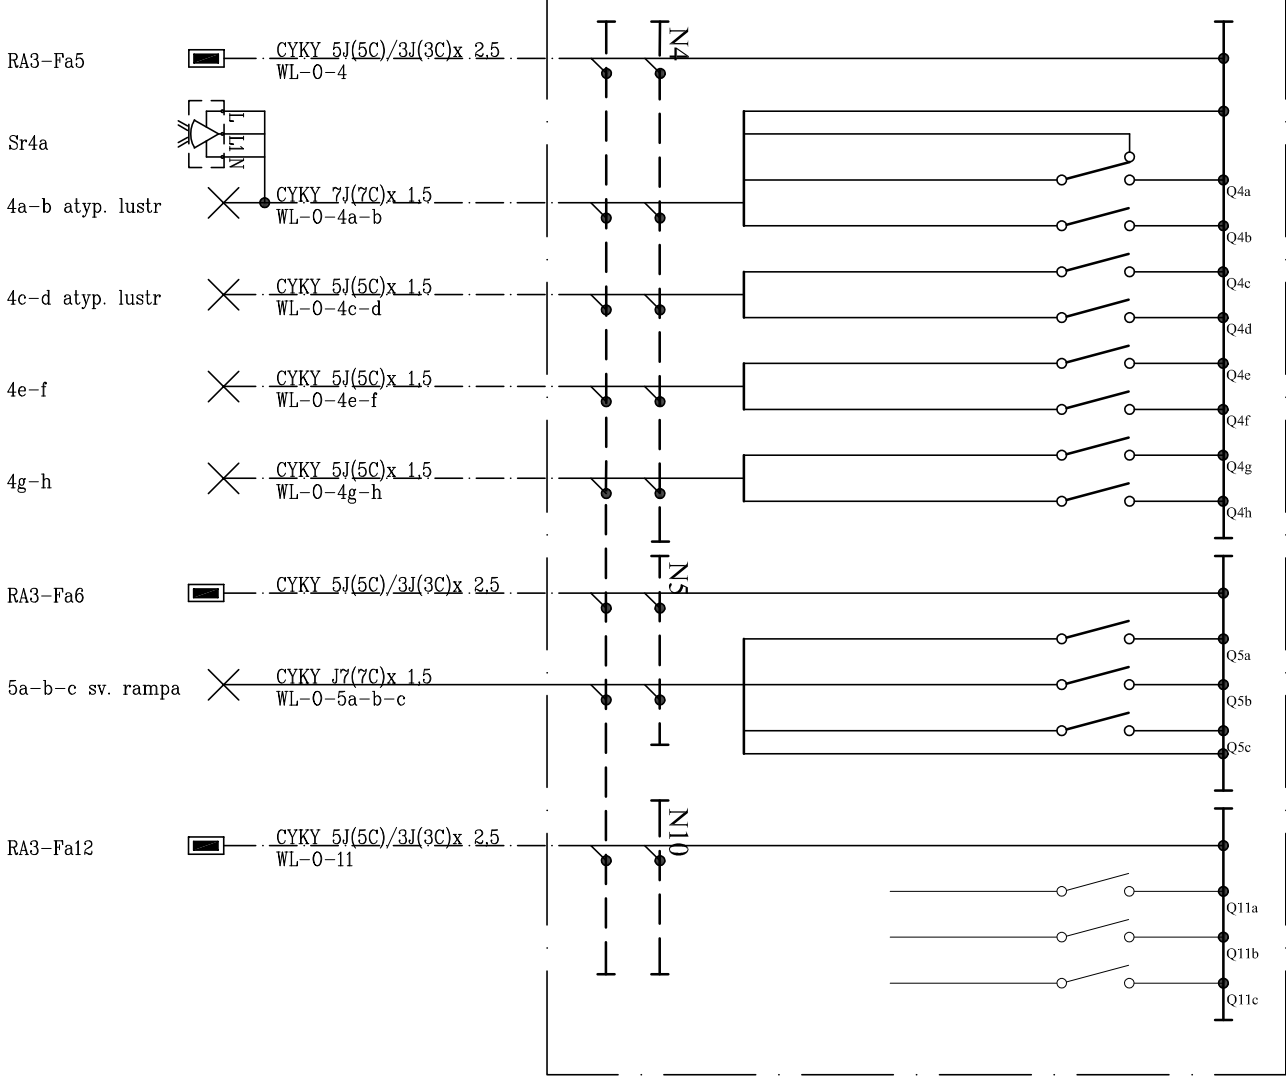 RA3-Fa5
CYKY 5J(5C)/3J(3C)x 2,5
WL-0-4
N4
Sr4a
L L1 N
4a-b atyp. lustr
CYKY 7J(7C)x 1,5
WL-0-4a-b
Q4a
Q4b
4c-d atyp. lustr
CYKY 5J(5C)x 1,5
WL-0-4c-d
Q4c
Q4d
4e-f
CYKY 5J(5C)x 1,5
WL-0-4e-f
Q4e
Q4f
4g-h
CYKY 5J(5C)x 1,5
WL-0-4g-h
Q4g
Q4h
RA3-Fa6
CYKY 5J(5C)/3J(3C)x 2,5
N5
5a-b-c sv. rampa
CYKY J7(7C)x 1,5
WL-0-5a-b-c
Q5a
Q5b
Q5c
RA3-Fa12
CYKY 5J(5C)/3J(3C)x 2,5
WL-0-11
N10
Q11a
Q11b
Q11c